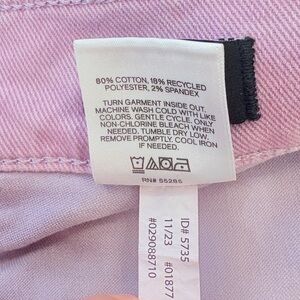 80% COTTON, 18% RECYCLED
POLYESTER, 2% SPANDEX
TURN GARMENT INSIDE OUT.
MACHINE WASH COLD WITH LIKE
COLORS. GENTLE CYCLE. ONLY
NON-CHLORINE BLEACH WHEN
NEEDED. TUMBLE DRY LOW.
REMOVE PROMPTLY. COOL IRON
IF NEEDED.
RN# 55285
ID# 5735
11/23 #01877
#029088710